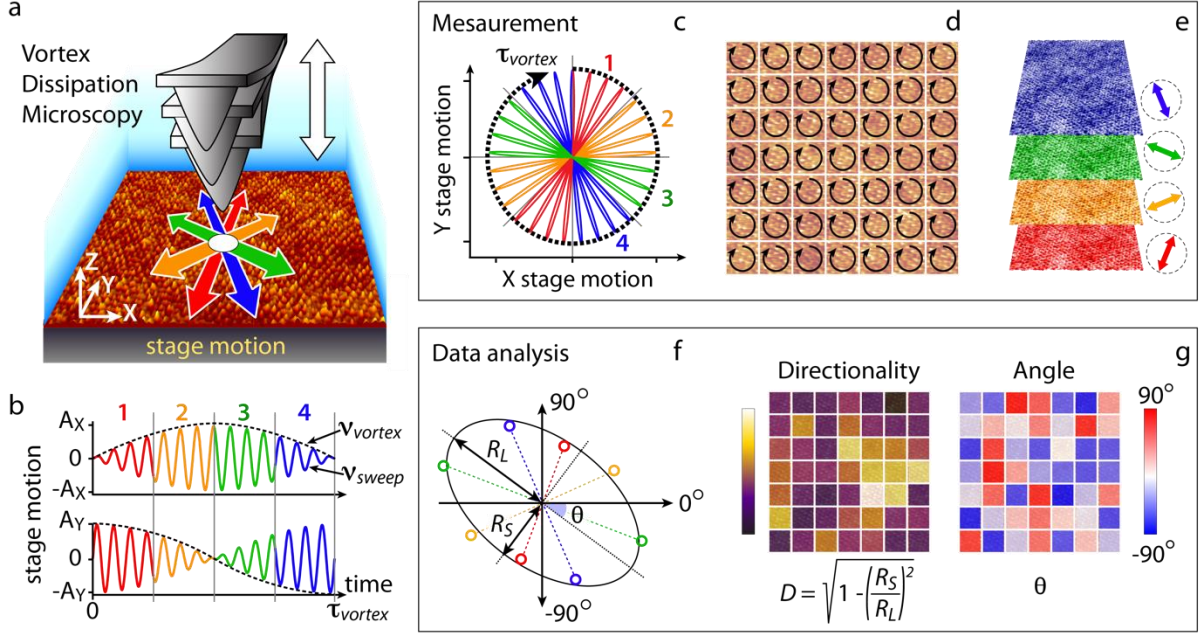 a
Vortex
Dissipation
Microscopy
Z
Y
X
stage motion
b
1 2 3 4
A_X
0
-A_X
ν_vortex
ν_sweep
stage motion
A_Y
0
-A_Y
0
time
τ_vortex
Mesaurement
c
d
e
τ_vortex
1
2
3
4
Y stage motion
X stage motion
Data analysis
f
g
90°
R_L
R_S
θ
0°
-90°
Directionality
Angle
90°
-90°
D = √(1 - (R_S/R_L)²)
θ